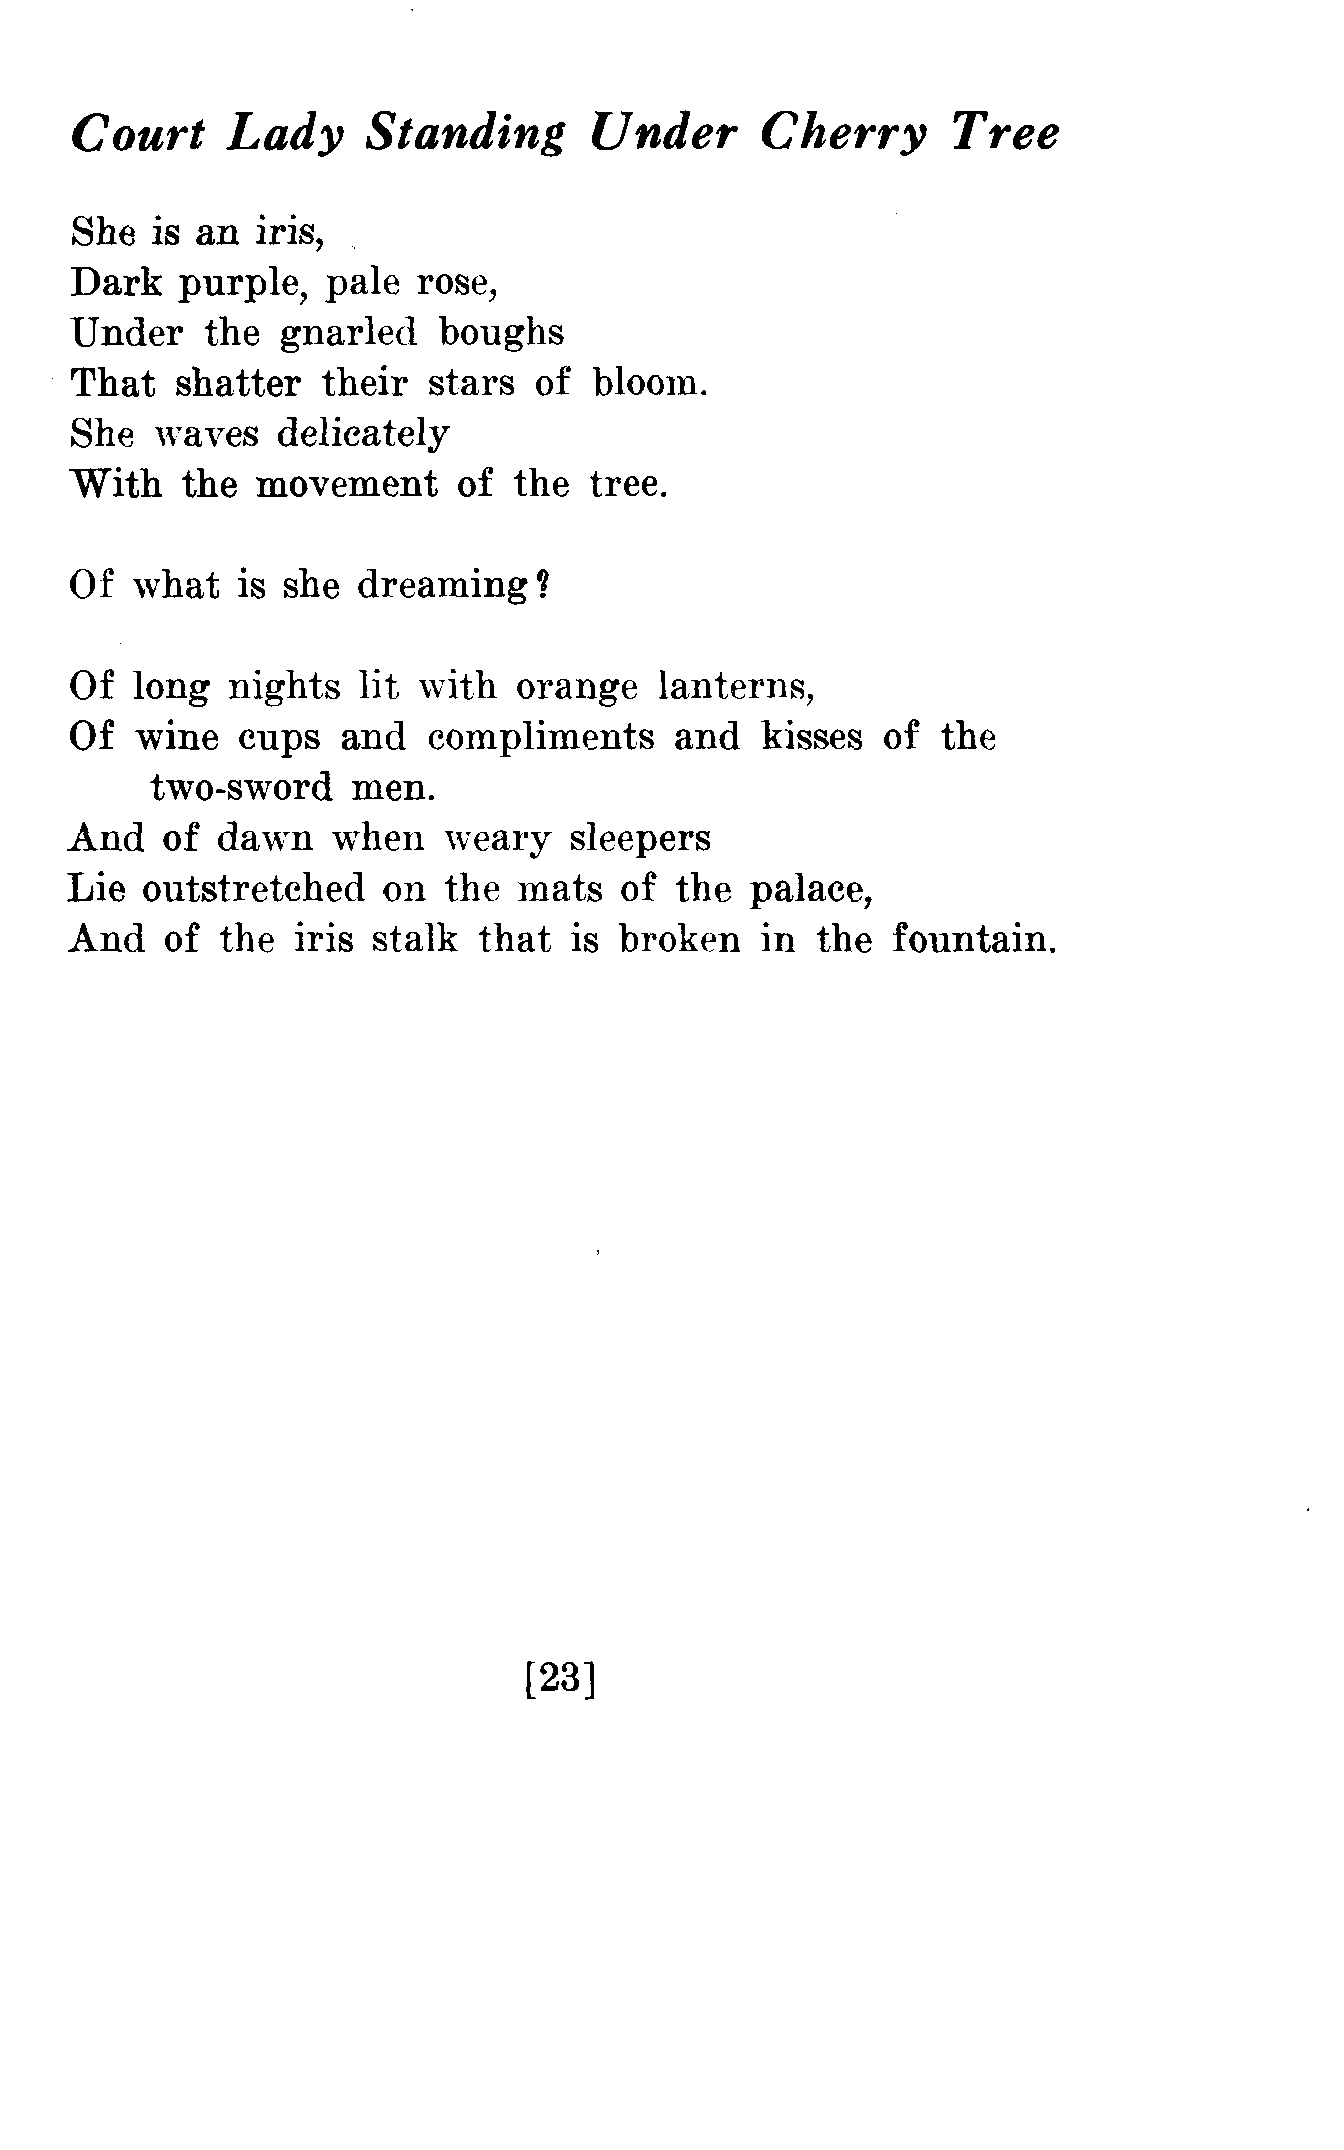 Court Lady Standing Under Cherry Tree
She is an iris,
Dark purple, pale rose,
Under the gnarled boughs
That shatter their stars of bloom.
She waves delicately
With the movement of the tree.
Of what is she dreaming?
Of long nights lit with orange lanterns,
Of wine cups and compliments and kisses of the
two-sword men.
And of dawn when weary sleepers
Lie outstretched on the mats of the palace,
And of the iris stalk that is broken in the fountain.
[23]